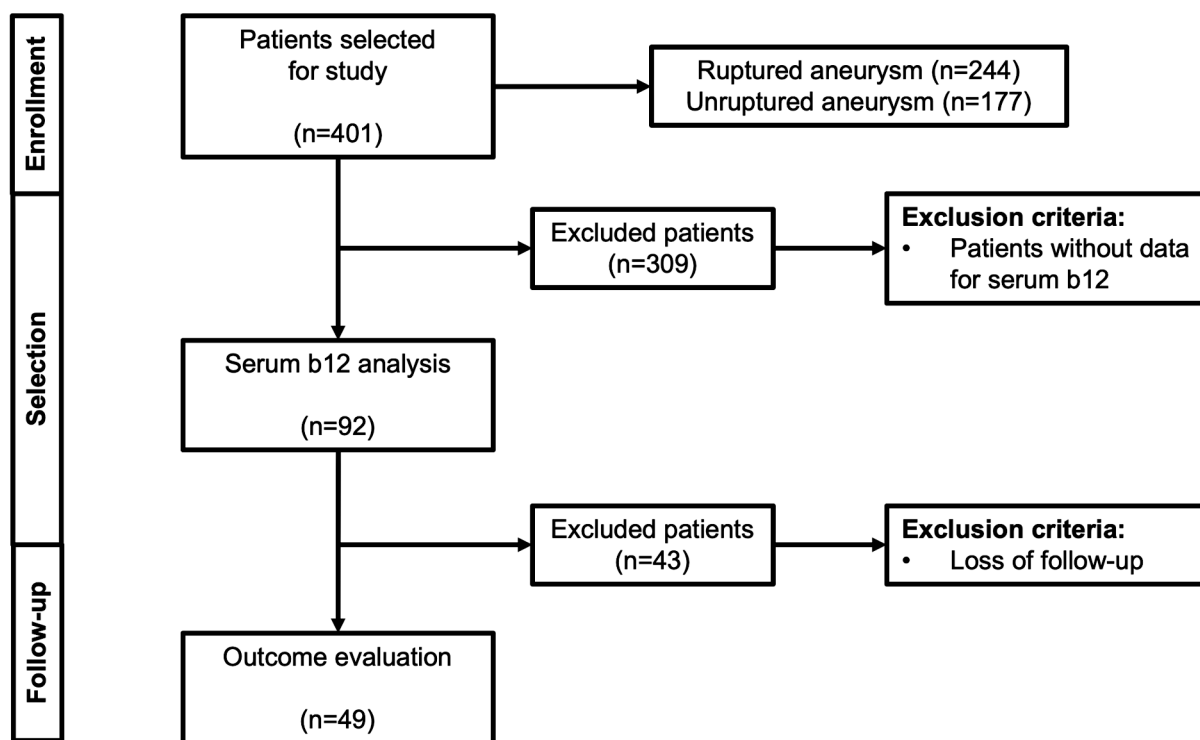 Enrollment
Patients selected
for study
(n=401)
Ruptured aneurysm (n=244)
Unruptured aneurysm (n=177)
Selection
Excluded patients
(n=309)
Exclusion criteria:
• Patients without data
for serum b12
Serum b12 analysis
(n=92)
Excluded patients
(n=43)
Exclusion criteria:
• Loss of follow-up
Follow-up
Outcome evaluation
(n=49)